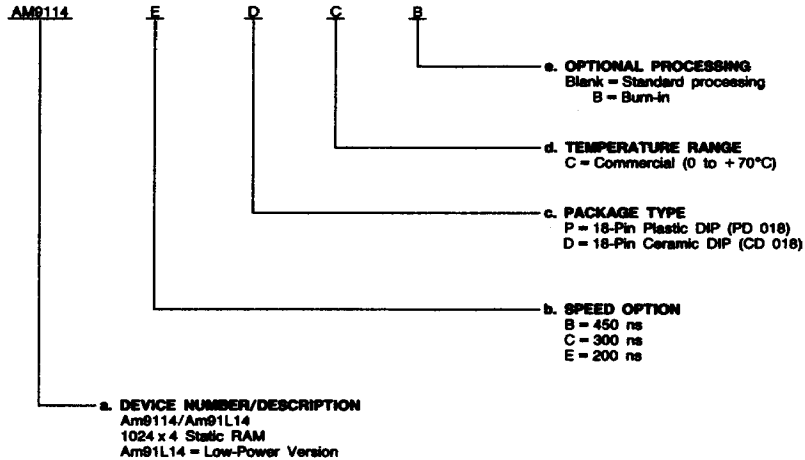 AM9114 E D C B
e. OPTIONAL PROCESSING
Blank = Standard processing
B = Burn-in
d. TEMPERATURE RANGE
C = Commercial (0 to +70°C)
c. PACKAGE TYPE
P = 18-Pin Plastic DIP (PD 018)
D = 18-Pin Ceramic DIP (CD 018)
b. SPEED OPTION
B = 450 ns
C = 300 ns
E = 200 ns
a. DEVICE NUMBER/DESCRIPTION
Am9114/Am91L14
1024 x 4 Static RAM
Am91L14 = Low-Power Version